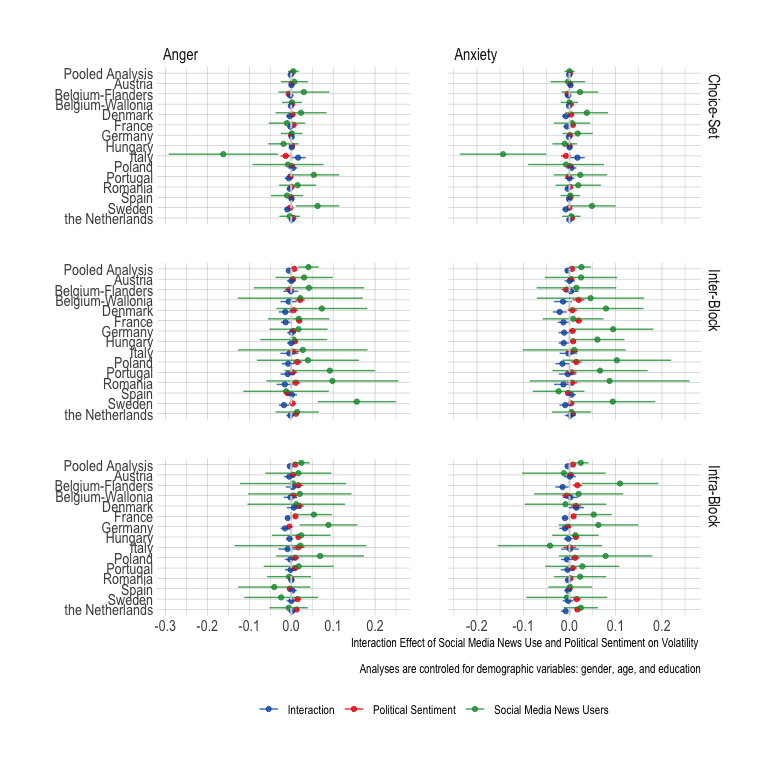 Anger Anxiety
Pooled Analysis
Austria
Belgium-Flanders
Belgium-Wallonia
Denmark
France
Germany
Hungary
Italy
Poland
Portugal
Romania
Spain
Sweden
the Netherlands
Choice-Set
Pooled Analysis
Austria
Belgium-Flanders
Belgium-Wallonia
Denmark
France
Germany
Hungary
Italy
Poland
Portugal
Romania
Spain
Sweden
the Netherlands
Inter-Block
Pooled Analysis
Austria
Belgium-Flanders
Belgium-Wallonia
Denmark
France
Germany
Hungary
Italy
Poland
Portugal
Romania
Spain
Sweden
the Netherlands
Intra-Block
-0.3 -0.2 -0.1 0.0 0.1 0.2 -0.2 -0.1 0.0 0.1 0.2
Interaction Effect of Social Media News Use and Political Sentiment on Volatility
Analyses are controled for demographic variables: gender, age, and education
Interaction Political Sentiment Social Media News Users